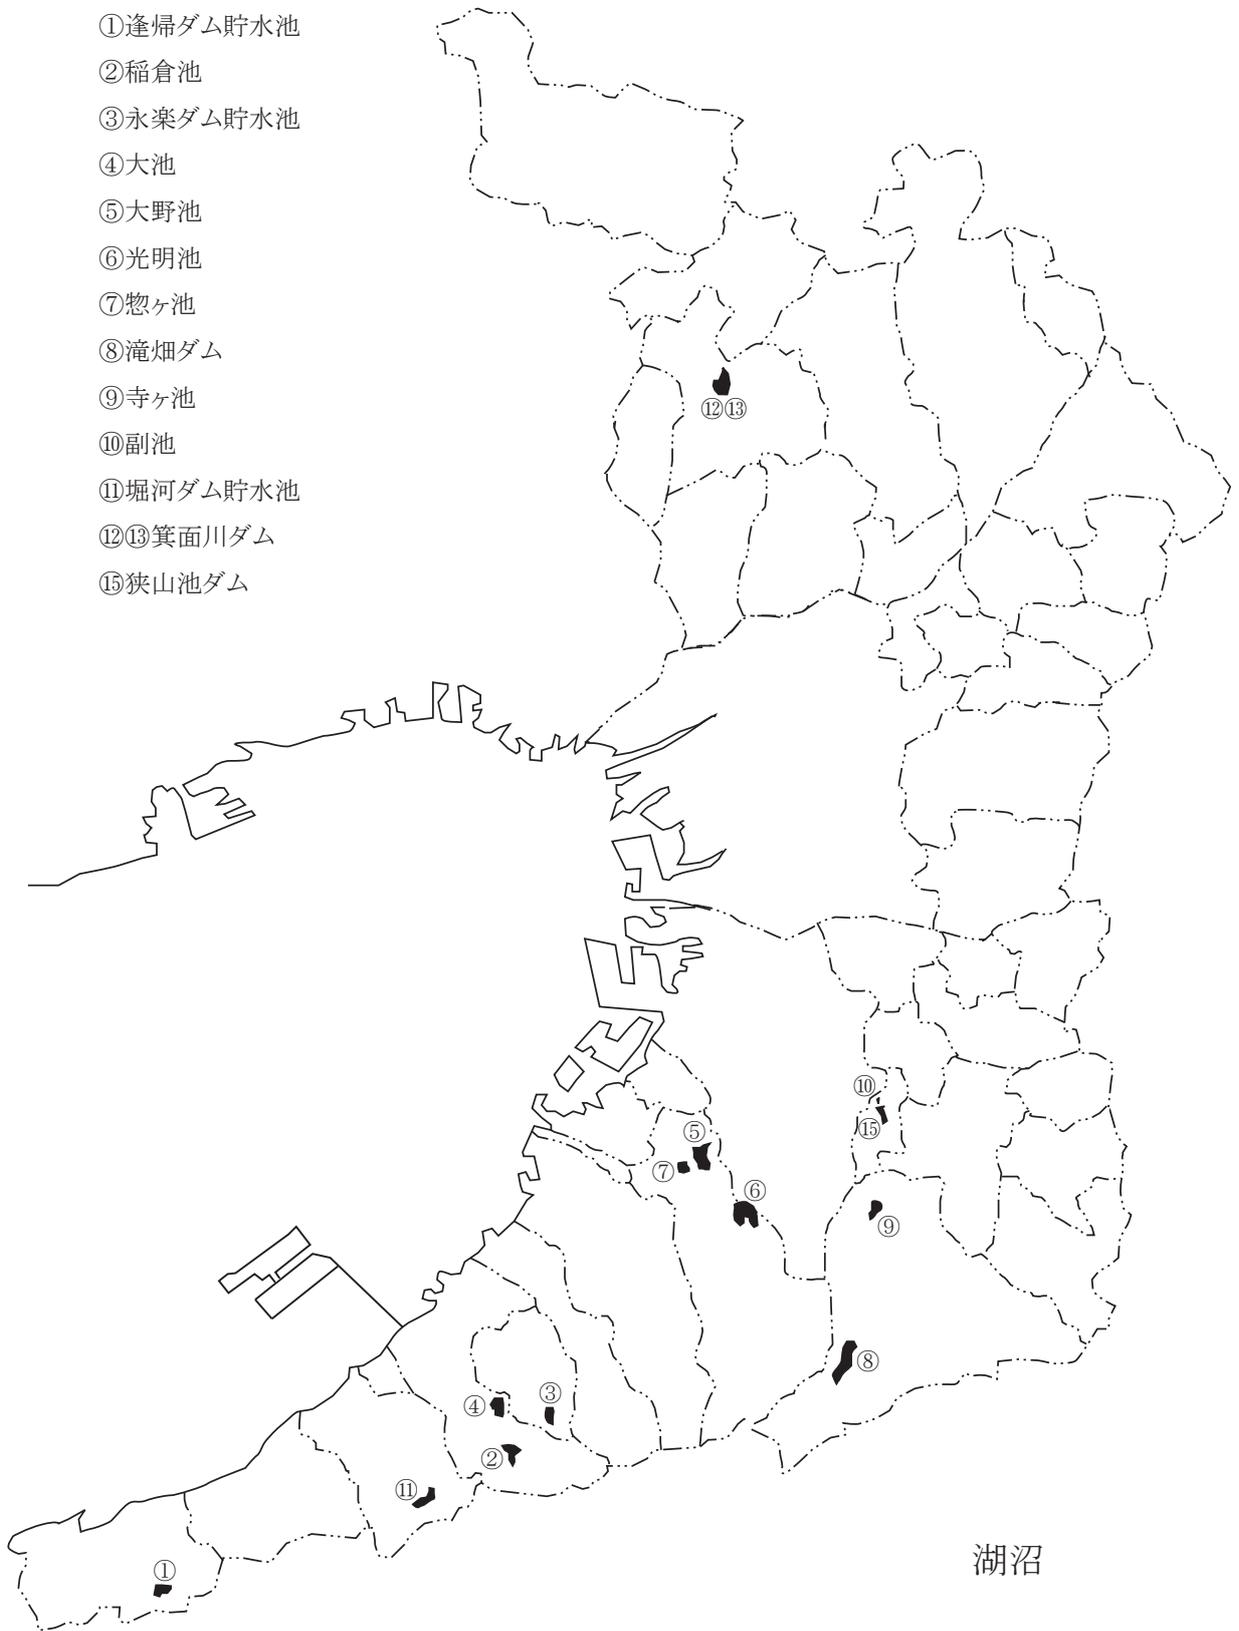 ①逢帰ダム貯水池
②稲倉池
③永楽ダム貯水池
④大池
⑤大野池
⑥光明池
⑦惣ヶ池
⑧滝畑ダム
⑨寺ヶ池
⑩副池
⑪堀河ダム貯水池
⑫⑬箕面川ダム
⑮狭山池ダム
⑫⑬
⑩
⑮
⑤
⑦
⑥
⑨
⑧
③
④
②
⑪
①
湖沼